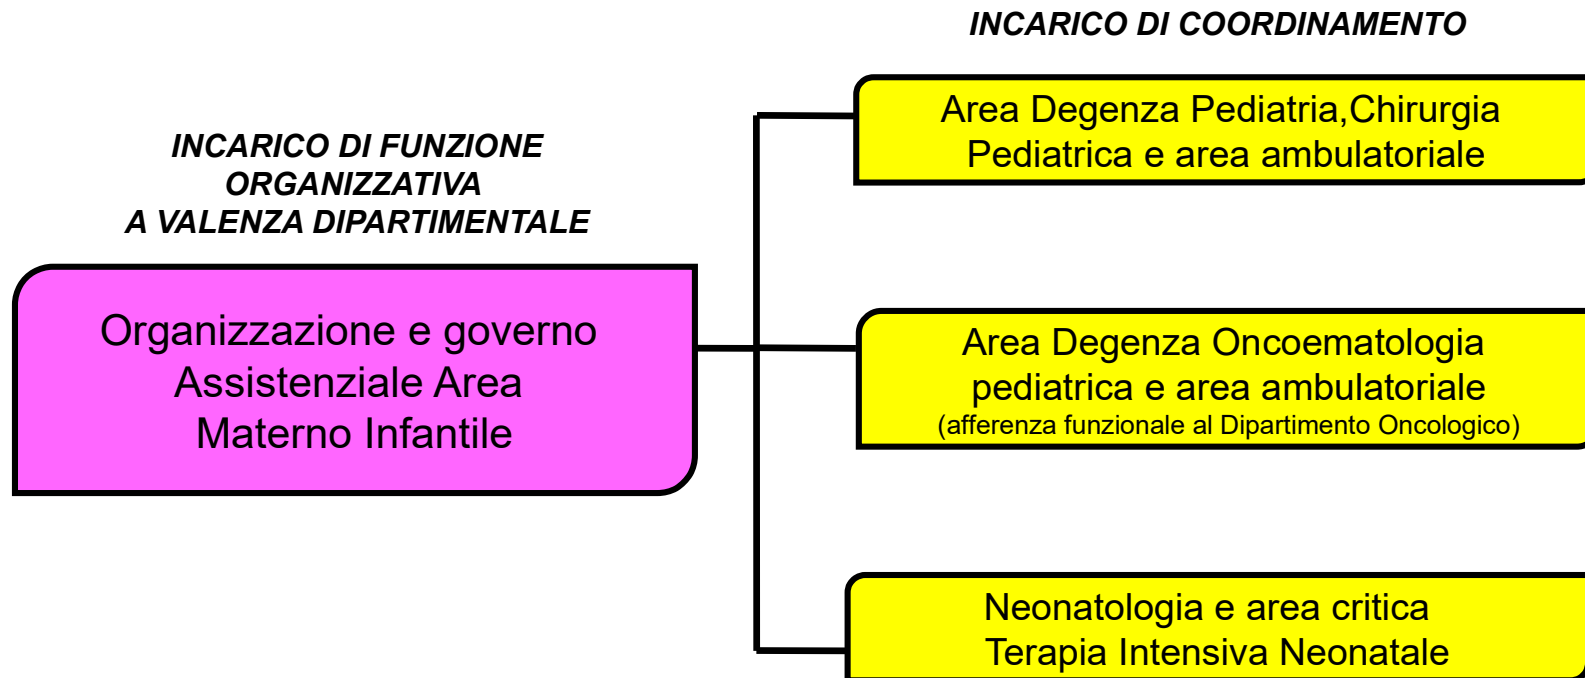 INCARICO DI COORDINAMENTO
INCARICO DI FUNZIONE
ORGANIZZATIVA
A VALENZA DIPARTIMENTALE
Organizzazione e governo
Assistenziale Area
Materno Infantile
Area Degenza Pediatria,Chirurgia
Pediatrica e area ambulatoriale
Area Degenza Oncoematologia
pediatrica e area ambulatoriale
(afferenza funzionale al Dipartimento Oncologico)
Neonatologia e area critica
Terapia Intensiva Neonatale